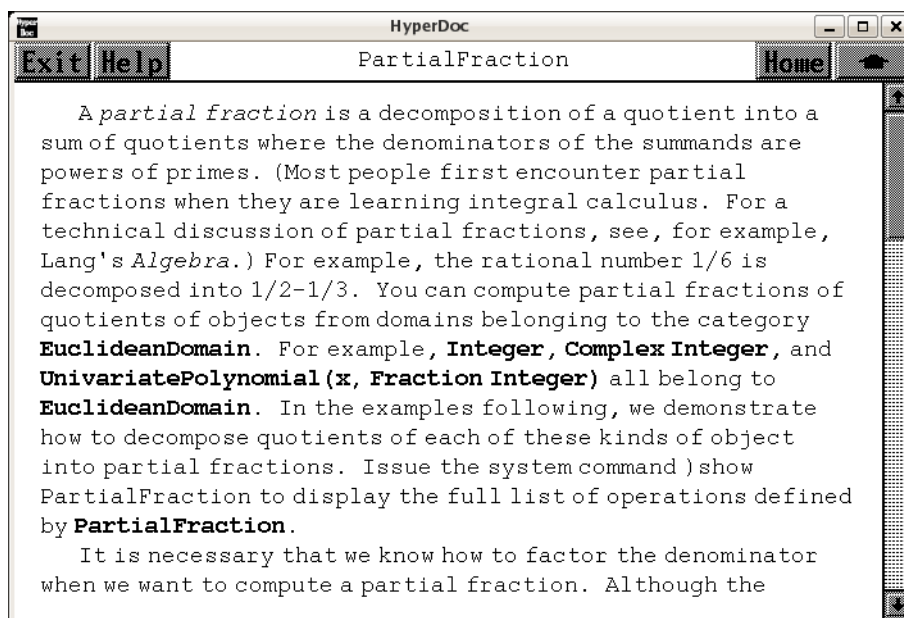 Hyper Doc
HyperDoc
Exit Help PartialFraction Home
A partial fraction is a decomposition of a quotient into a
sum of quotients where the denominators of the summands are
powers of primes. (Most people first encounter partial
fractions when they are learning integral calculus. For a
technical discussion of partial fractions, see, for example,
Lang's Algebra.) For example, the rational number 1/6 is
decomposed into 1/2-1/3. You can compute partial fractions of
quotients of objects from domains belonging to the category
EuclideanDomain. For example, Integer, Complex Integer, and
UnivariatePolynomial(x, Fraction Integer) all belong to
EuclideanDomain. In the examples following, we demonstrate
how to decompose quotients of each of these kinds of object
into partial fractions. Issue the system command )show
PartialFraction to display the full list of operations defined
by PartialFraction.
It is necessary that we know how to factor the denominator
when we want to compute a partial fraction. Although the